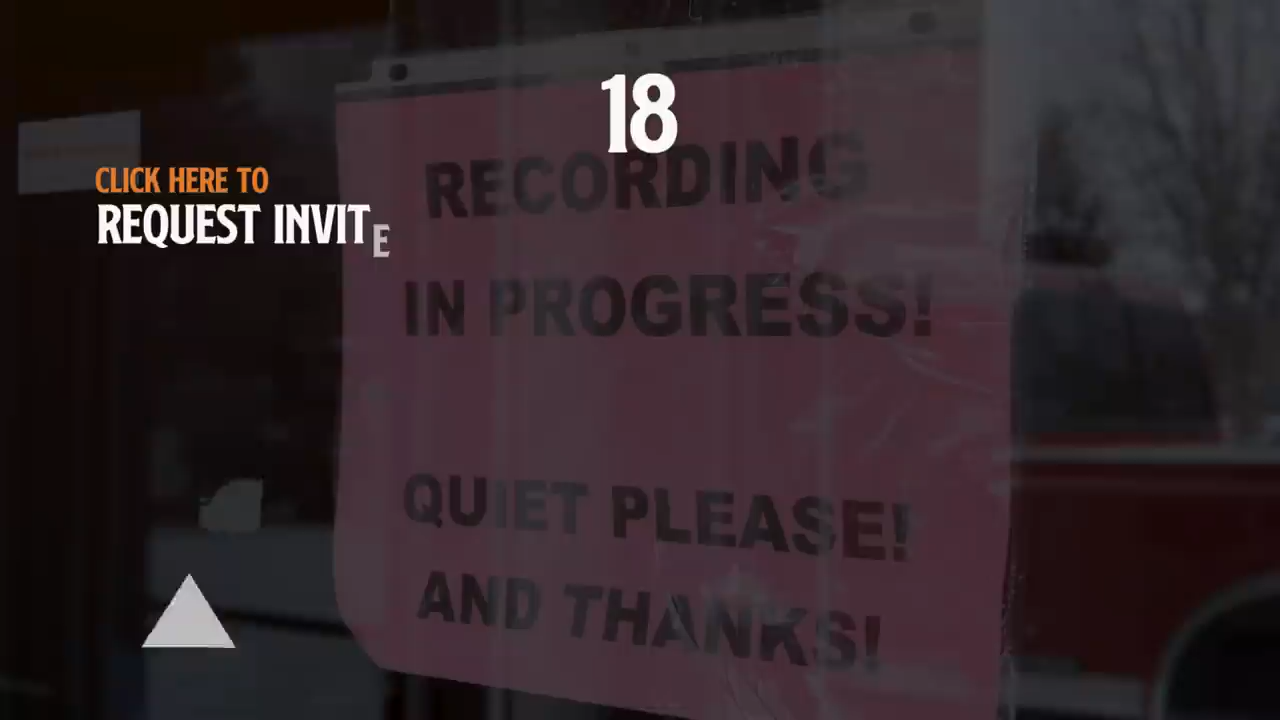 18
CLICK HERE TO
REQUEST INVITE
RECORDING
IN PROGRESS!
QUIET PLEASE!
AND THANKS!